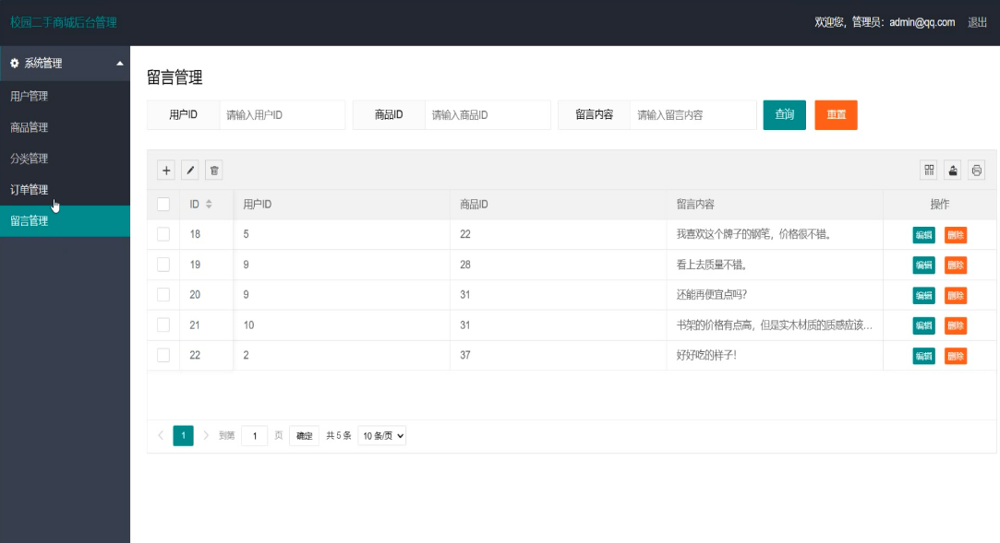 校园二手商城后台管理 欢迎您，管理员：admin@qq.com 退出
系统管理
用户管理
商品管理
分类管理
订单管理
留言管理
留言管理
用户ID 请输入用户ID 商品ID 请输入商品ID 留言内容 请输入留言内容 查询 重置
ID 用户ID 商品ID 留言内容 操作
18 5 22 我喜欢这个牌子的钢笔，价格很不错。 编辑 删除
19 9 28 看上去质量不错。 编辑 删除
20 9 31 还能再便宜点吗? 编辑 删除
21 10 31 书架的价格有点高，但是实木材质的质感应该... 编辑 删除
22 2 37 好好吃的样子! 编辑 删除
1 到第 1 页 确定 共 5 条 10 条/页